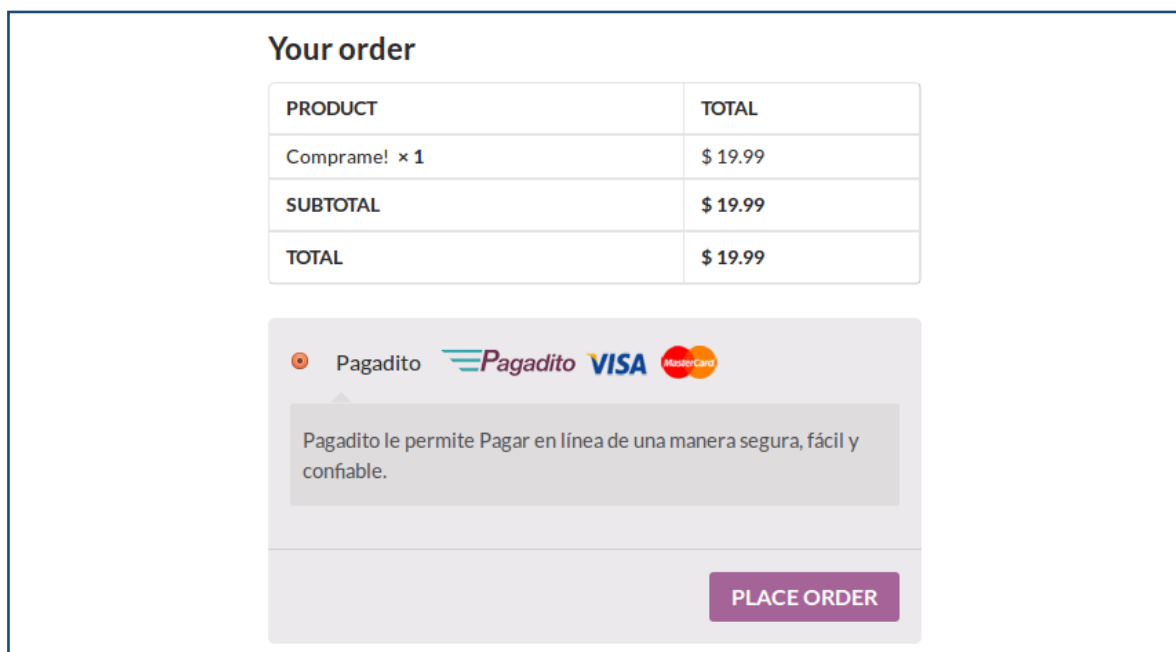 Your order
PRODUCT TOTAL
Comprame! × 1 $ 19.99
SUBTOTAL $ 19.99
TOTAL $ 19.99
Pagadito Pagadito VISA MasterCard
Pagadito le permite Pagar en línea de una manera segura, fácil y
confiable.
PLACE ORDER